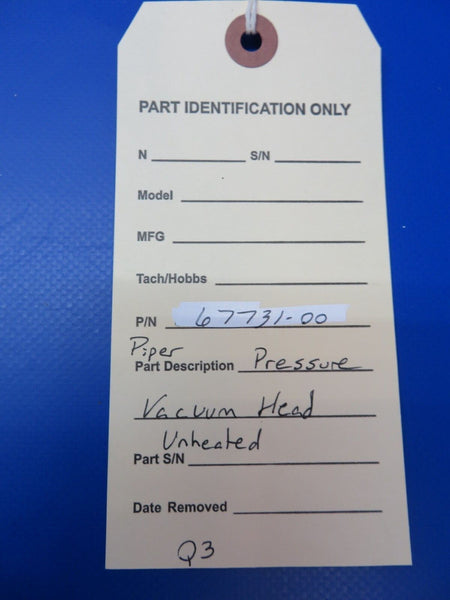 PART IDENTIFICATION ONLY
N S/N
Model
MFG
Tach/Hobbs
P/N 67731-00
Piper
Part Description Pressure
Vacuum Head
Unheated
Part S/N
Date Removed
Q3